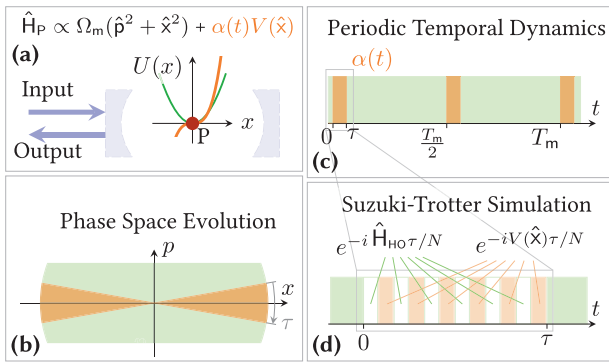 Ĥ_P ∝ Ω_m(p̂² + x̂²) + α(t)V(x̂)
(a)
U(x)
Input
x
P
Output
Periodic Temporal Dynamics
α(t)
t
0 τ T_m/2 T_m
(c)
Phase Space Evolution
p
x
τ
(b)
Suzuki-Trotter Simulation
e^{-i Ĥ_HO τ/N} e^{-iV(x̂)τ/N}
t
0 τ
(d)